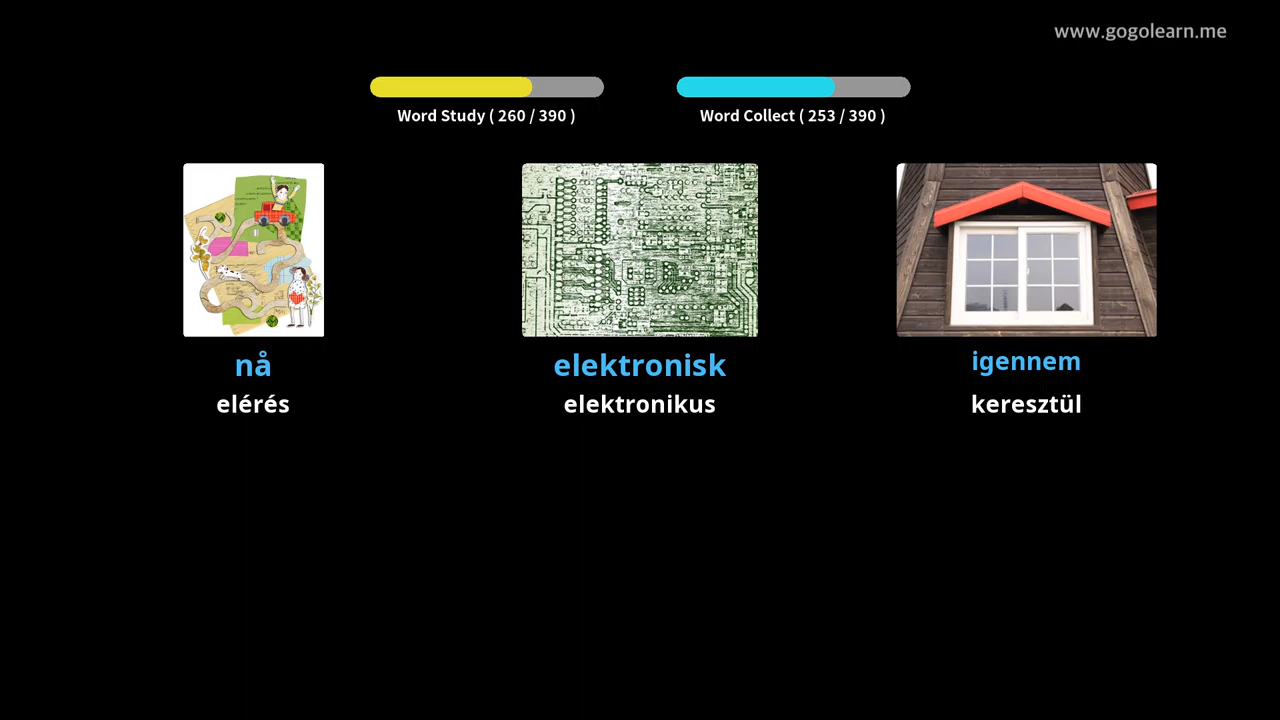 www.gogolearn.me
Word Study ( 260 / 390 )
Word Collect ( 253 / 390 )
nå
elektronisk
igennem
elérés
elektronikus
keresztül